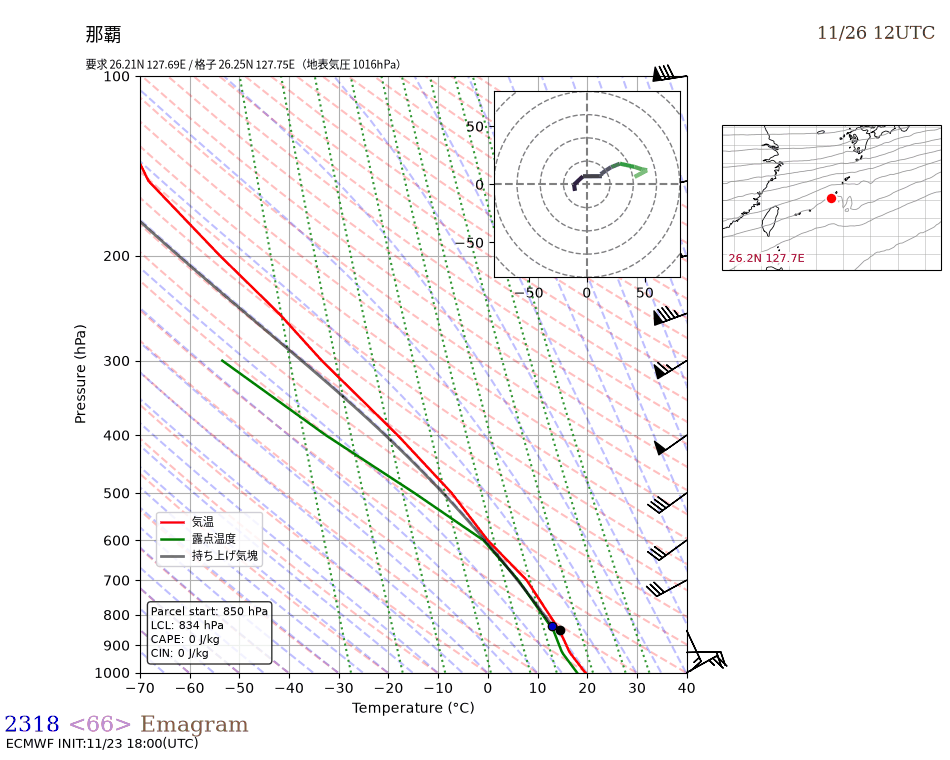 那覇
11/26 12UTC
要求 26.21N 127.69E / 格子 26.25N 127.75E（地表気圧 1016hPa）
100
200
300
400
500
600
700
800
900
1000
Pressure (hPa)
−70 −60 −50 −40 −30 −20 −10 0 10 20 30 40
Temperature (°C)
50
0
−50
−50 0 50
26.2N 127.7E
気温
露点温度
持ち上げ気塊
Parcel start: 850 hPa
LCL: 834 hPa
CAPE: 0 J/kg
CIN: 0 J/kg
2318 <66> Emagram
ECMWF INIT:11/23 18:00(UTC)